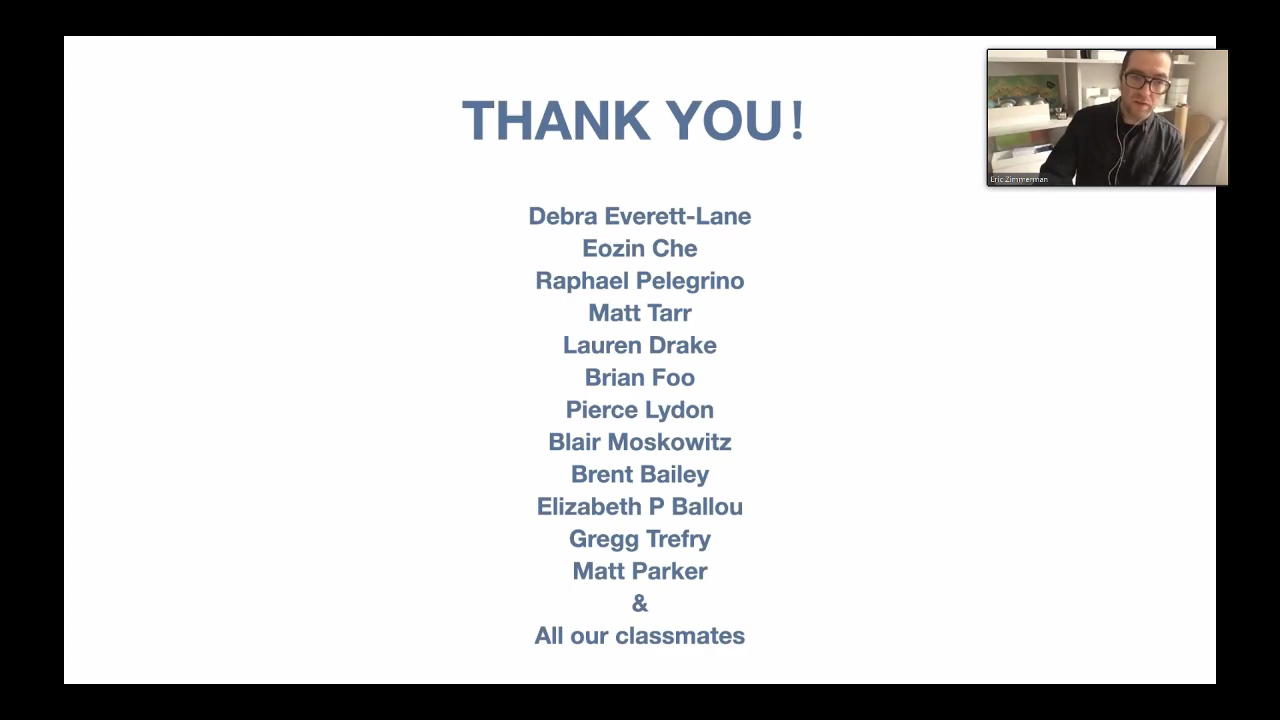 THANK YOU!
Eric Zimmerman
Debra Everett-Lane
Eozin Che
Raphael Pelegrino
Matt Tarr
Lauren Drake
Brian Foo
Pierce Lydon
Blair Moskowitz
Brent Bailey
Elizabeth P Ballou
Gregg Trefry
Matt Parker
&
All our classmates